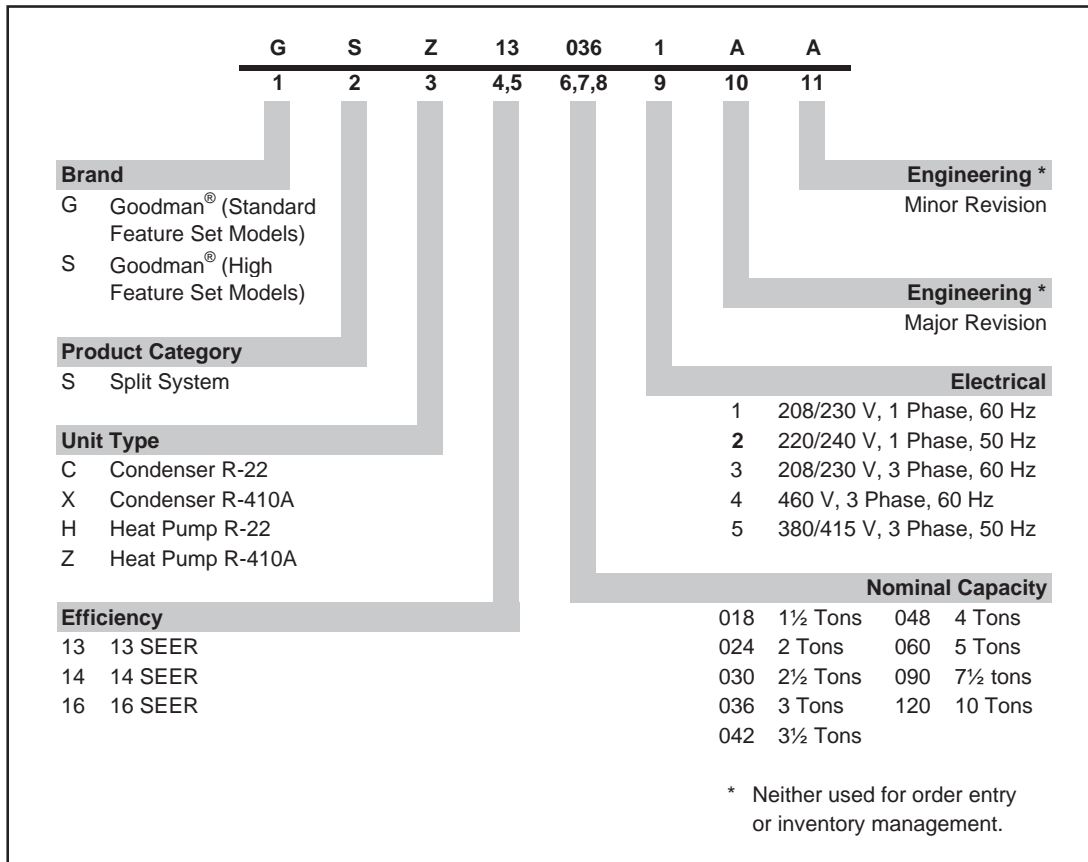 G S Z 13 036 1 A A
1 2 3 4,5 6,7,8 9 10 11
Brand
G Goodman® (Standard
Feature Set Models)
S Goodman® (High
Feature Set Models)
Product Category
S Split System
Unit Type
C Condenser R-22
X Condenser R-410A
H Heat Pump R-22
Z Heat Pump R-410A
Efficiency
13 13 SEER
14 14 SEER
16 16 SEER
Engineering *
Minor Revision
Engineering *
Major Revision
Electrical
1 208/230 V, 1 Phase, 60 Hz
2 220/240 V, 1 Phase, 50 Hz
3 208/230 V, 3 Phase, 60 Hz
4 460 V, 3 Phase, 60 Hz
5 380/415 V, 3 Phase, 50 Hz
Nominal Capacity
018 1½ Tons 048 4 Tons
024 2 Tons 060 5 Tons
030 2½ Tons 090 7½ tons
036 3 Tons 120 10 Tons
042 3½ Tons
* Neither used for order entry
or inventory management.